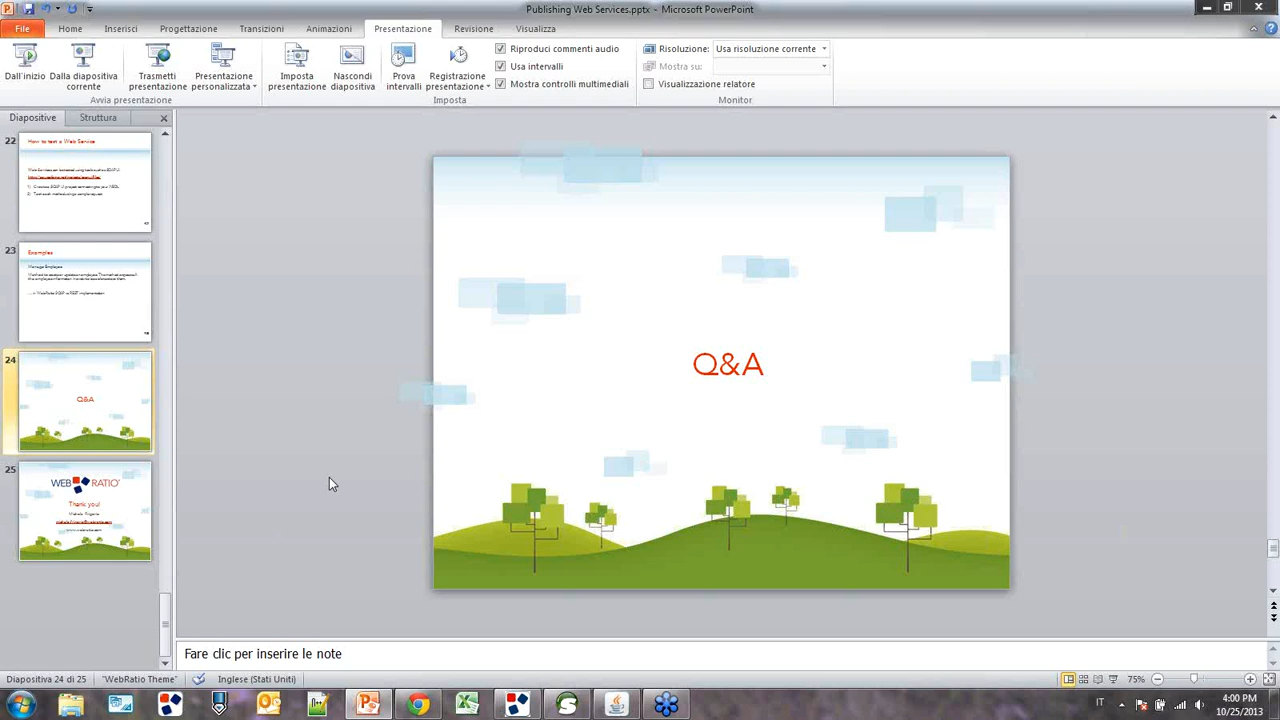 Publishing Web Services.pptx - Microsoft PowerPoint
File Home Inserisci Progettazione Transizioni Animazioni Presentazione Revisione Visualizza
Dall'inizio
Dalla diapositiva corrente
Trasmetti presentazione
Presentazione personalizzata
Avvia presentazione
Imposta presentazione
Nascondi diapositiva
Prova intervalli
Registrazione presentazione
Riproduci commenti audio
Usa intervalli
Mostra controlli multimediali
Imposta
Risoluzione: Usa risoluzione corrente
Mostra su:
Visualizzazione relatore
Monitor
Diapositive Struttura
22
How to test a Web Service
23
Examples
Manage Employee
24
Q&A
25
WEB RATIO
Thank you!
Q&A
Fare clic per inserire le note
Diapositiva 24 di 25 "WebRatio Theme" Inglese (Stati Uniti) 75%
IT 4:00 PM
10/25/2013